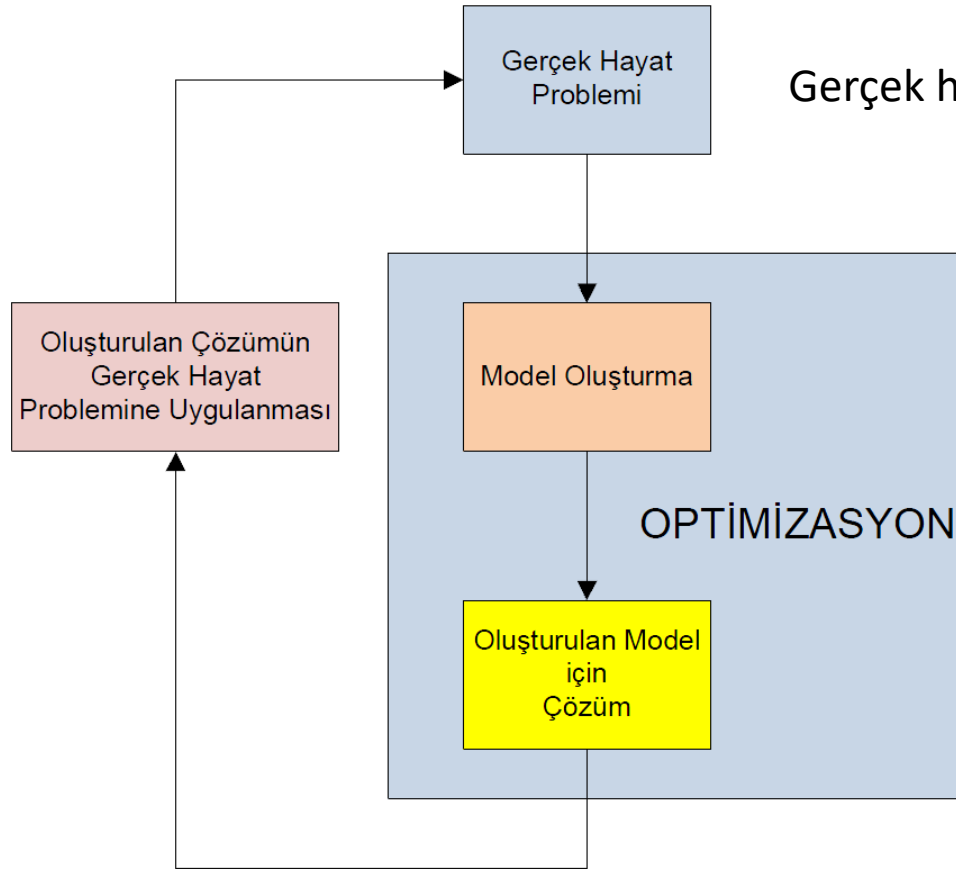 Gerçek Hayat
Problemi
Gerçek h
Oluşturulan Çözümün
Gerçek Hayat
Problemine Uygulanması
Model Oluşturma
OPTİMİZASYON
Oluşturulan Model
için
Çözüm